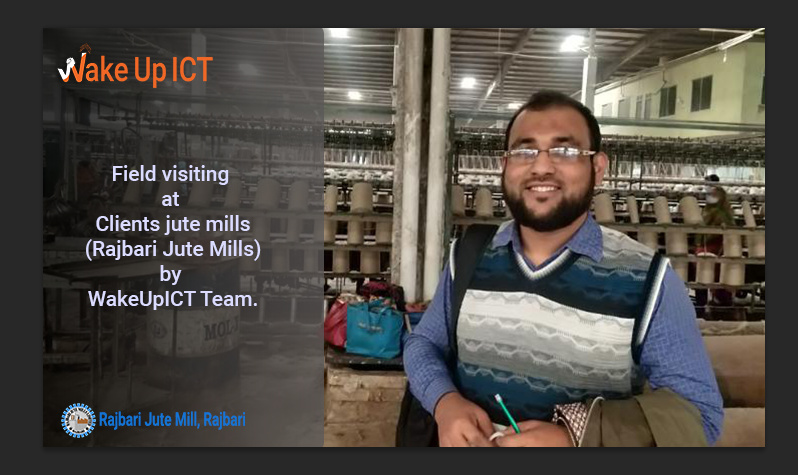 Wake Up ICT
Field visiting
at
Clients jute mills
(Rajbari Jute Mills)
by
WakeUpICT Team.
Rajbari Jute Mill, Rajbari